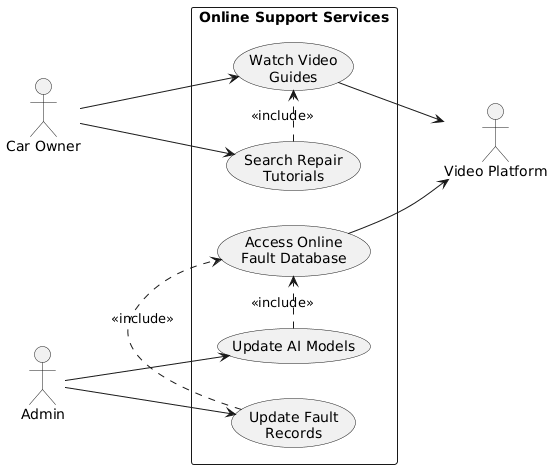 Online Support Services
Watch Video
Guides
«include»
Car Owner
Search Repair
Tutorials
Video Platform
Access Online
Fault Database
«include»
«include»
Update AI Models
Admin
Update Fault
Records